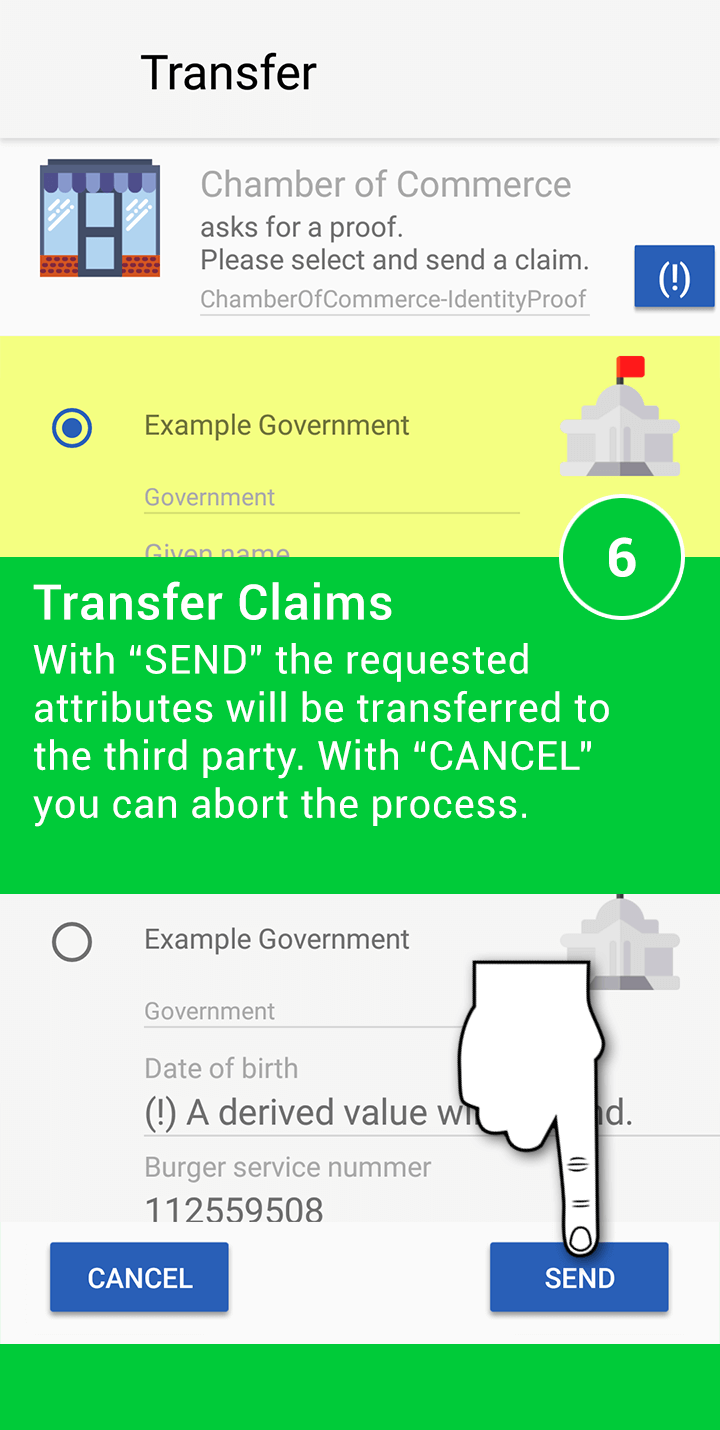 Transfer
Chamber of Commerce
asks for a proof.
Please select and send a claim.
ChamberOfCommerce-IdentityProof
(!)
Example Government
Government
Given name
6
Transfer Claims
With “SEND” the requested
attributes will be transferred to
the third party. With “CANCEL”
you can abort the process.
Example Government
Government
Date of birth
(!) A derived value
Burger service nummer
112559508
CANCEL
SEND